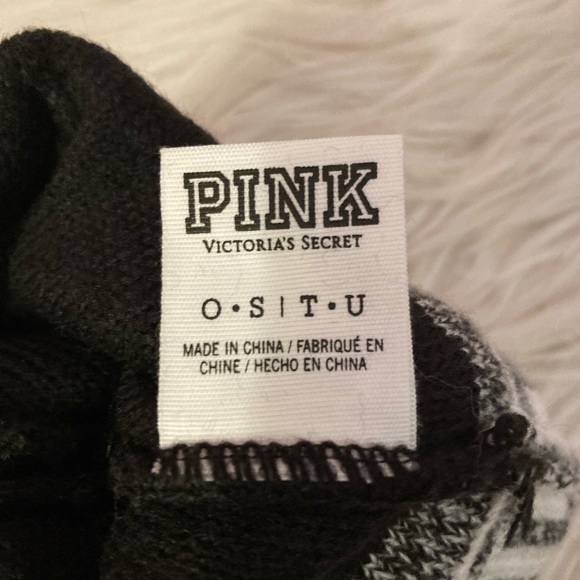 PINK
VICTORIA'S SECRET
O•S|T•U
MADE IN CHINA / FABRIQUÉ EN
CHINE / HECHO EN CHINA